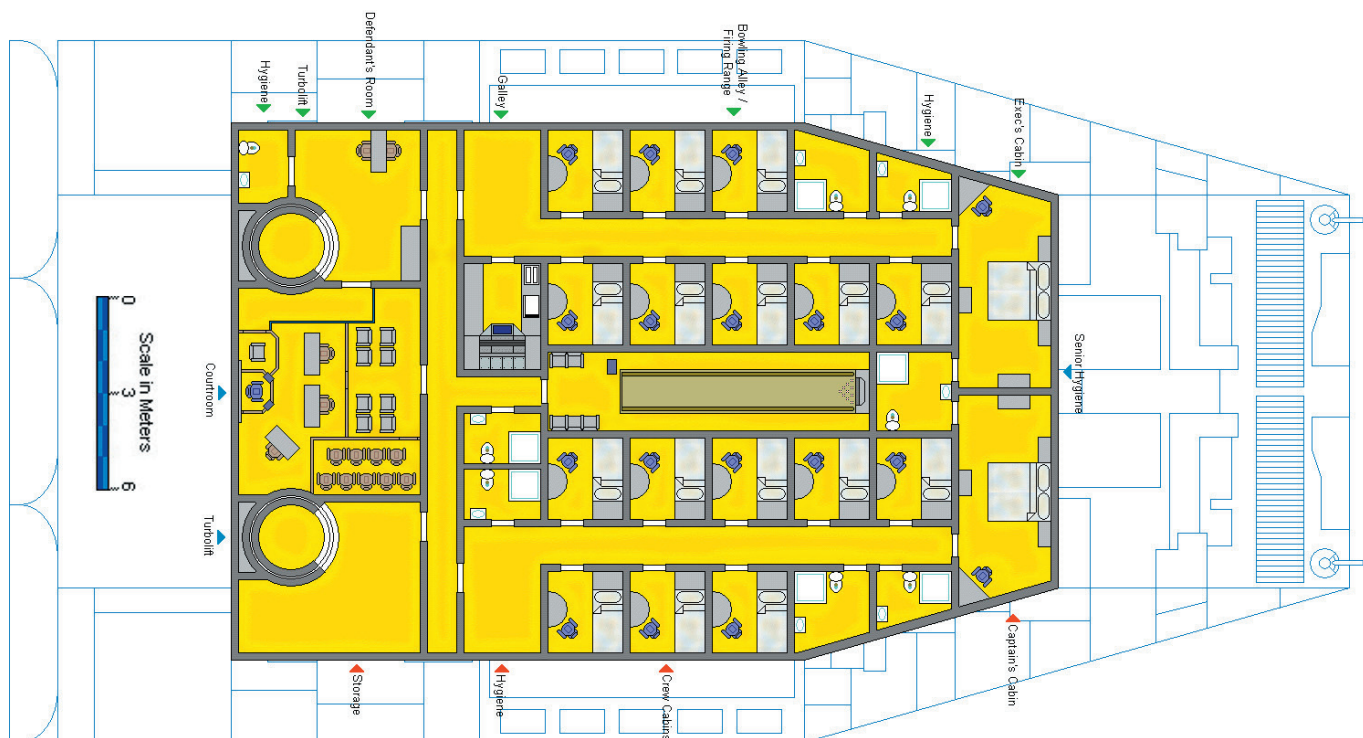 Hygiene
Turbolift
Defendant's Room
Galley
Bowling Alley /
Firing Range
Hygiene
Exec's Cabin
0
3
6
Scale in Meters
Courtroom
Turbolift
Senior Hygiene
Storage
Hygiene
Crew Cabins
Captain's Cabin